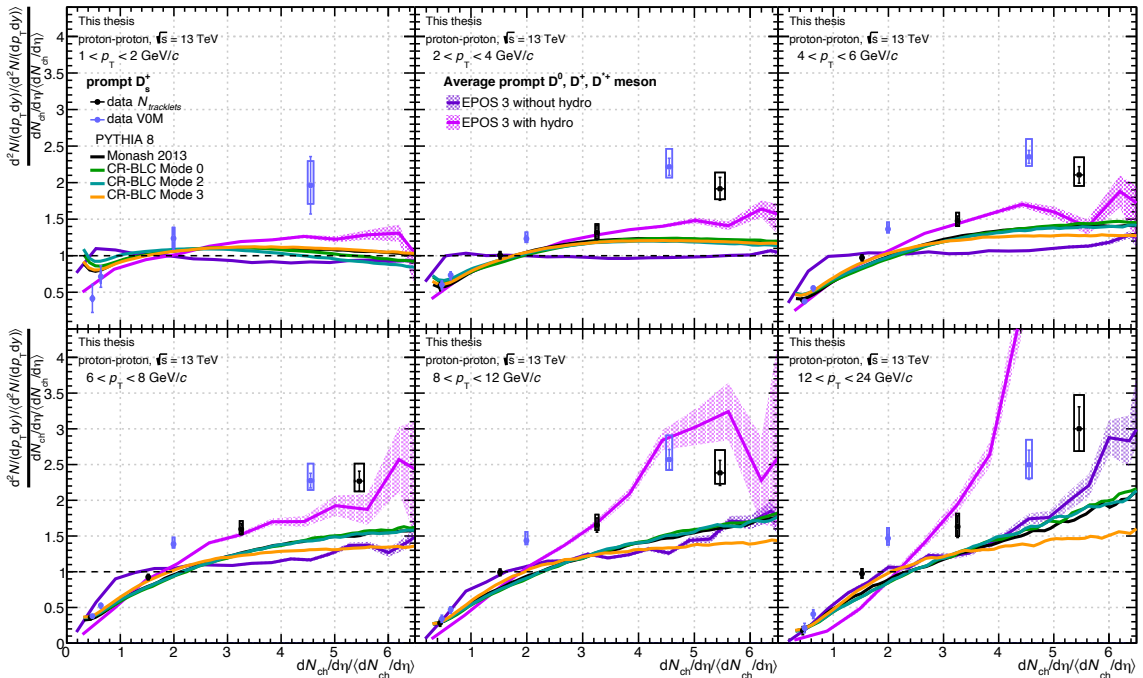 d²N/(dp_T dy)/⟨d²N/(dp_T dy)⟩
dN_ch/dη/⟨dN_ch/dη⟩
This thesis
proton-proton, √s = 13 TeV
1 < p_T < 2 GeV/c
prompt D_s^+
data N_tracklets
data V0M
PYTHIA 8
Monash 2013
CR-BLC Mode 0
CR-BLC Mode 2
CR-BLC Mode 3
4
3.5
3
2.5
2
1.5
1
0.5
This thesis
proton-proton, √s = 13 TeV
2 < p_T < 4 GeV/c
Average prompt D⁰, D⁺, D*⁺ meson
EPOS 3 without hydro
EPOS 3 with hydro
This thesis
proton-proton, √s = 13 TeV
4 < p_T < 6 GeV/c
d²N/(dp_T dy)/⟨d²N/(dp_T dy)⟩
dN_ch/dη/⟨dN_ch/dη⟩
This thesis
proton-proton, √s = 13 TeV
6 < p_T < 8 GeV/c
4
3.5
3
2.5
2
1.5
1
0.5
0
0 1 2 3 4 5 6
dN_ch/dη/⟨dN_ch/dη⟩
This thesis
proton-proton, √s = 13 TeV
8 < p_T < 12 GeV/c
1 2 3 4 5 6
dN_ch/dη/⟨dN_ch/dη⟩
This thesis
proton-proton, √s = 13 TeV
12 < p_T < 24 GeV/c
1 2 3 4 5 6
dN_ch/dη/⟨dN_ch/dη⟩